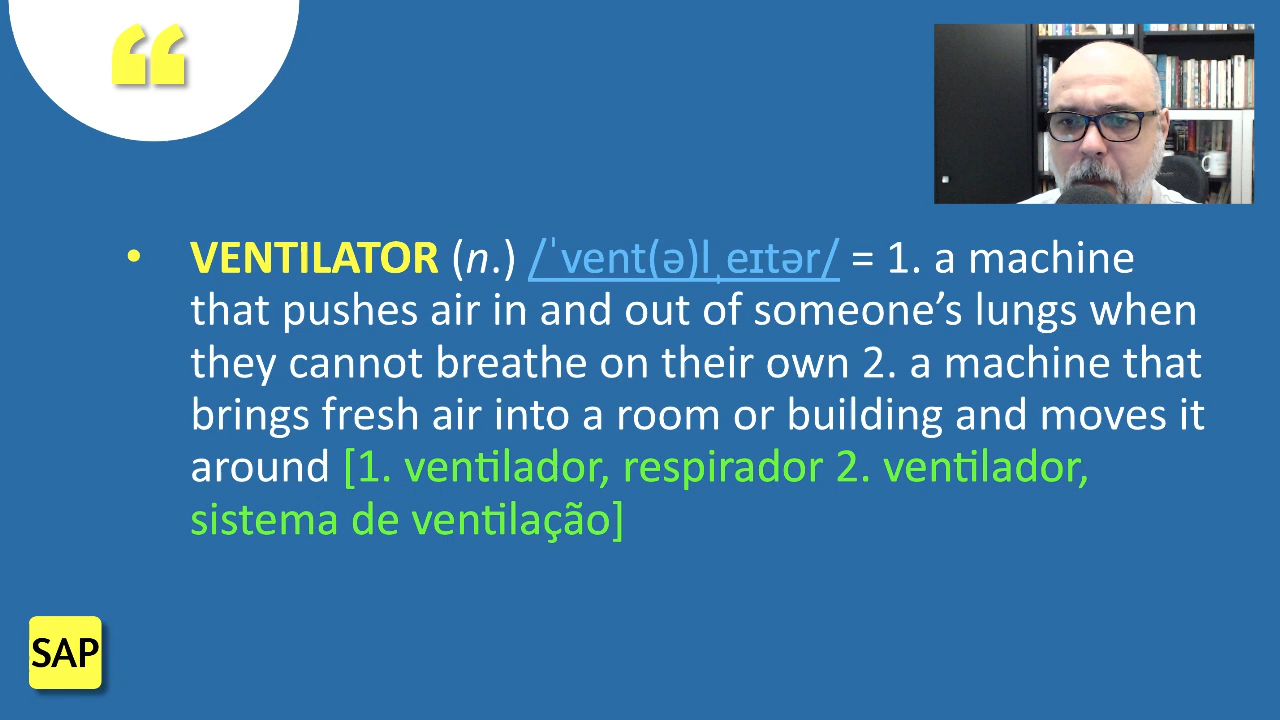 “
• VENTILATOR (n.) /ˈvent(ə)lˌeɪtər/ = 1. a machine
that pushes air in and out of someone’s lungs when
they cannot breathe on their own 2. a machine that
brings fresh air into a room or building and moves it
around [1. ventilador, respirador 2. ventilador,
sistema de ventilação]
SAP